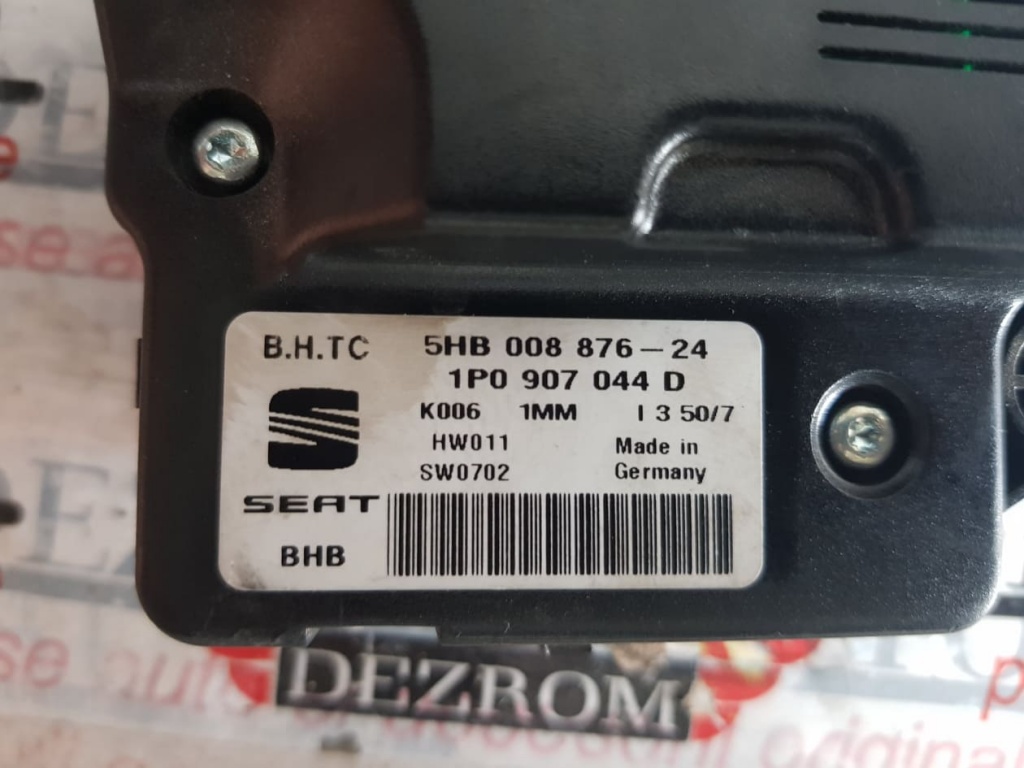 B.H.TC 5HB 008 876-24
1P0 907 044 D
K006 1MM I 3 50/7
HW011 Made in
SW0702 Germany
SEAT
BHB
DEZROM